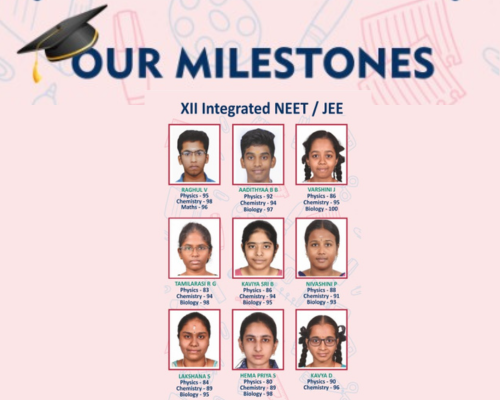 OUR MILESTONES
XII Integrated NEET / JEE
RAGHUL V
Physics - 95
Chemistry - 98
Maths - 96
AADITHYAA B B
Physics - 92
Chemistry - 94
Biology - 97
VARSHINI J
Physics - 86
Chemistry - 95
Biology - 100
TAMILARASI R G
Physics - 83
Chemistry - 94
Biology - 98
KAVIYA SRI K
Physics - 86
Chemistry - 94
Biology - 95
NIVASHINI P
Physics - 88
Chemistry - 91
Biology - 93
LAKSHANA S
Physics - 84
Chemistry - 89
Biology - 95
HEMA PRIYA S
Physics - 80
Chemistry - 89
Biology - 98
KAVYA D
Physics - 90
Chemistry - 96